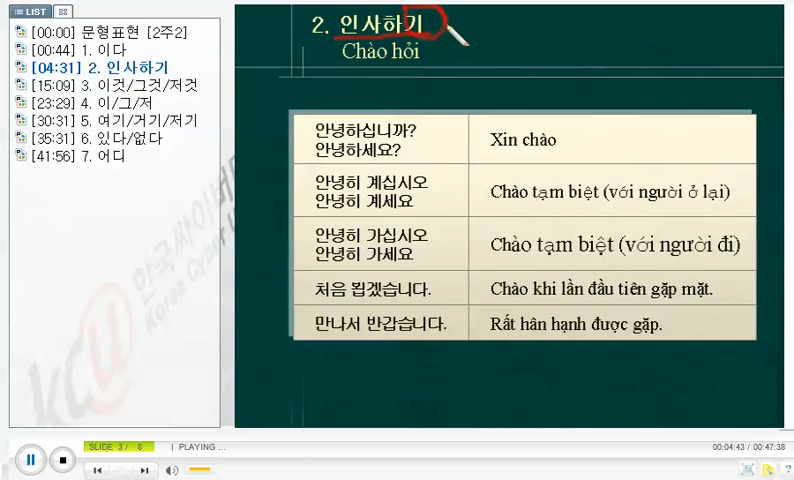 LIST
[00:00] 문형표현 [2주2]
[00:44] 1. 이다
[04:31] 2. 인사하기
[15:09] 3. 이것/그것/저것
[23:29] 4. 이/그/저
[30:31] 5. 여기/거기/저기
[35:31] 6. 있다/없다
[41:56] 7. 어디
한국싸이버
Korea Cyber
kcu
2. 인사하기
Chào hỏi
안녕하십니까?
안녕하세요?
Xin chào
안녕히 계십시오
안녕히 계세요
Chào tạm biệt (với người ở lại)
안녕히 가십시오
안녕히 가세요
Chào tạm biệt (với người đi)
처음 뵙겠습니다.
Chào khi lần đầu tiên gặp mặt.
만나서 반갑습니다.
Rất hân hạnh được gặp.
SLIDE 3 / 8 | PLAYING ...
00:04:43 / 00:47:38